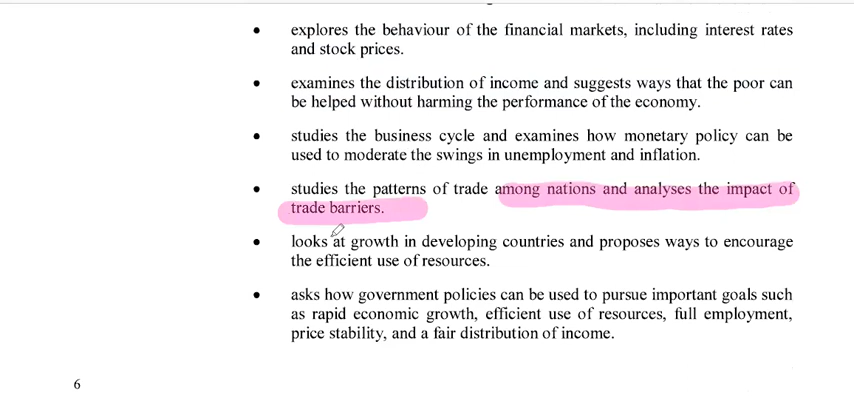 • explores the behaviour of the financial markets, including interest rates
and stock prices.
• examines the distribution of income and suggests ways that the poor can
be helped without harming the performance of the economy.
• studies the business cycle and examines how monetary policy can be
used to moderate the swings in unemployment and inflation.
• studies the patterns of trade among nations and analyses the impact of
trade barriers.
• looks at growth in developing countries and proposes ways to encourage
the efficient use of resources.
• asks how government policies can be used to pursue important goals such
as rapid economic growth, efficient use of resources, full employment,
price stability, and a fair distribution of income.
6